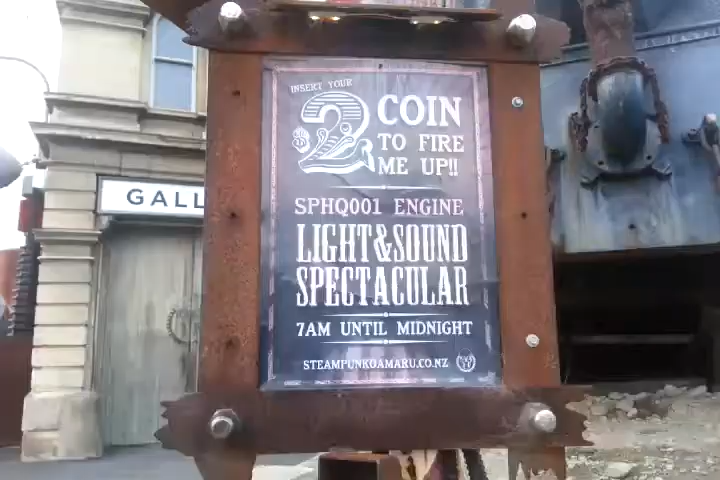 GALL
INSERT YOUR
2 COIN
TO FIRE
ME UP!!
SPHQ001 ENGINE
LIGHT&SOUND
SPECTACULAR
7AM UNTIL MIDNIGHT
STEAMPUNKOAMARU.CO.NZ